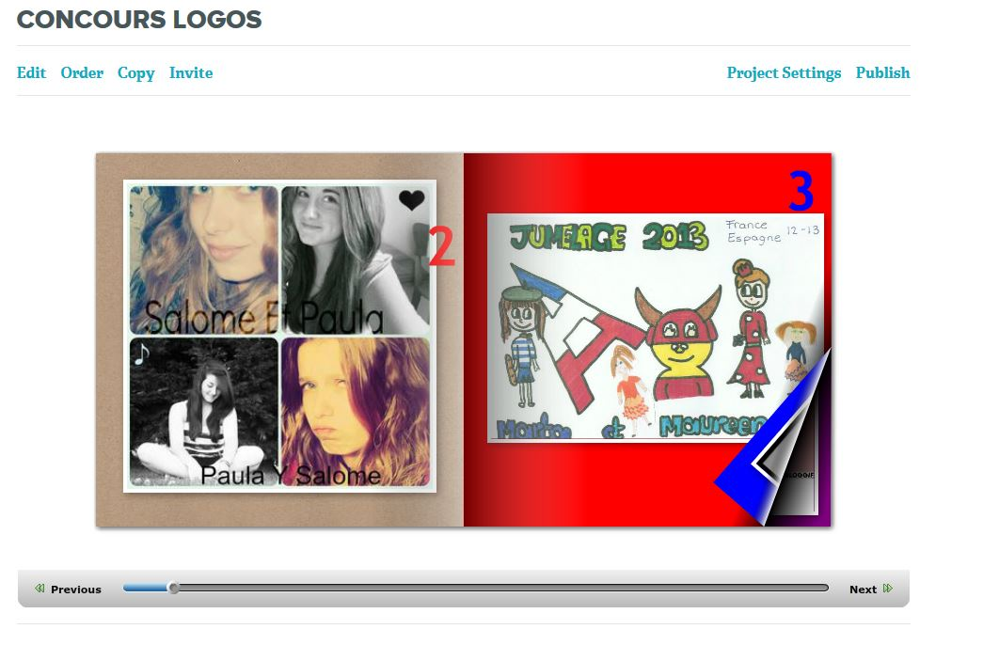 CONCOURS LOGOS
Edit Order Copy Invite Project Settings Publish
2
Salome Et Paula
Paula Y Salome
3
JUMELAGE 2013
France
Espagne
12-13
et Maureen
Previous
Next